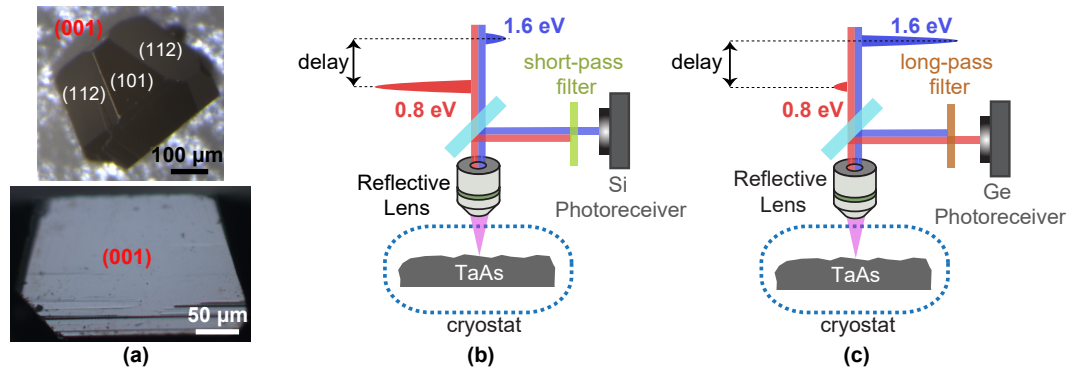 (001)
(112)
(101)
(112)
100 µm
(001)
50 µm
(a)
1.6 eV
delay
short-pass
filter
0.8 eV
Reflective
Lens
Si
Photoreceiver
TaAs
cryostat
(b)
1.6 eV
delay
long-pass
filter
0.8 eV
Reflective
Lens
Ge
Photoreceiver
TaAs
cryostat
(c)